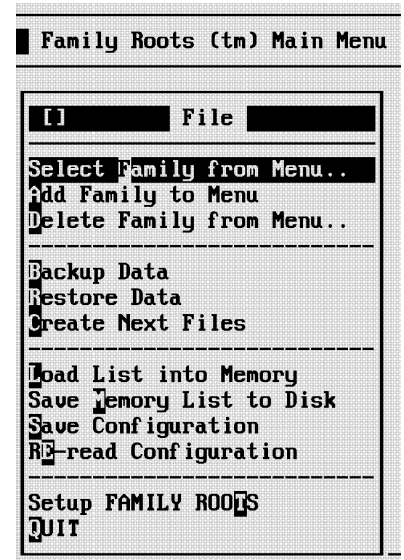 Family Roots (tm) Main Menu
[] File
Select Family from Menu..
Add Family to Menu
Delete Family from Menu..
Backup Data
Restore Data
Create Next Files
Load List into Memory
Save Memory List to Disk
Save Configuration
RE-read Configuration
Setup FAMILY ROOTS
QUIT